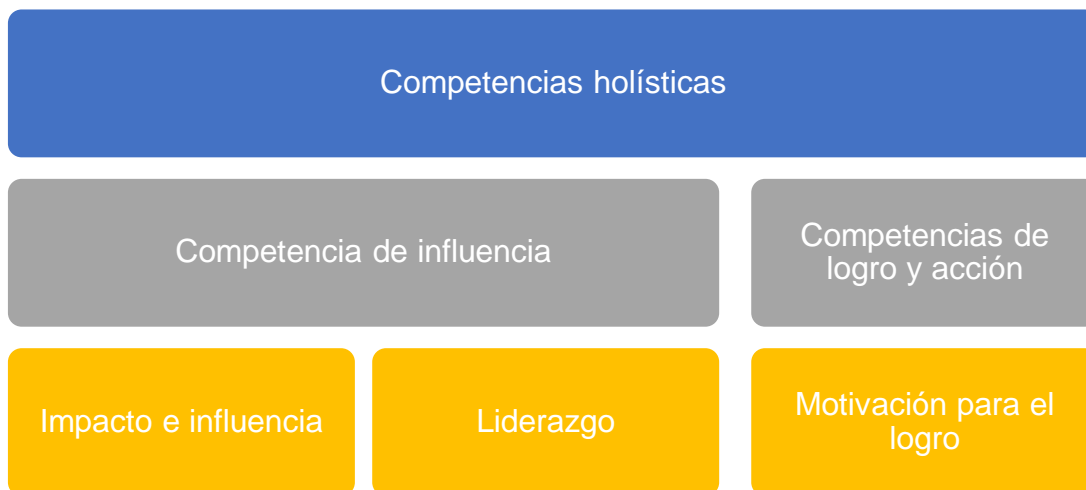 Competencias holísticas
Competencia de influencia
Competencias de
logro y acción
Impacto e influencia
Liderazgo
Motivación para el
logro